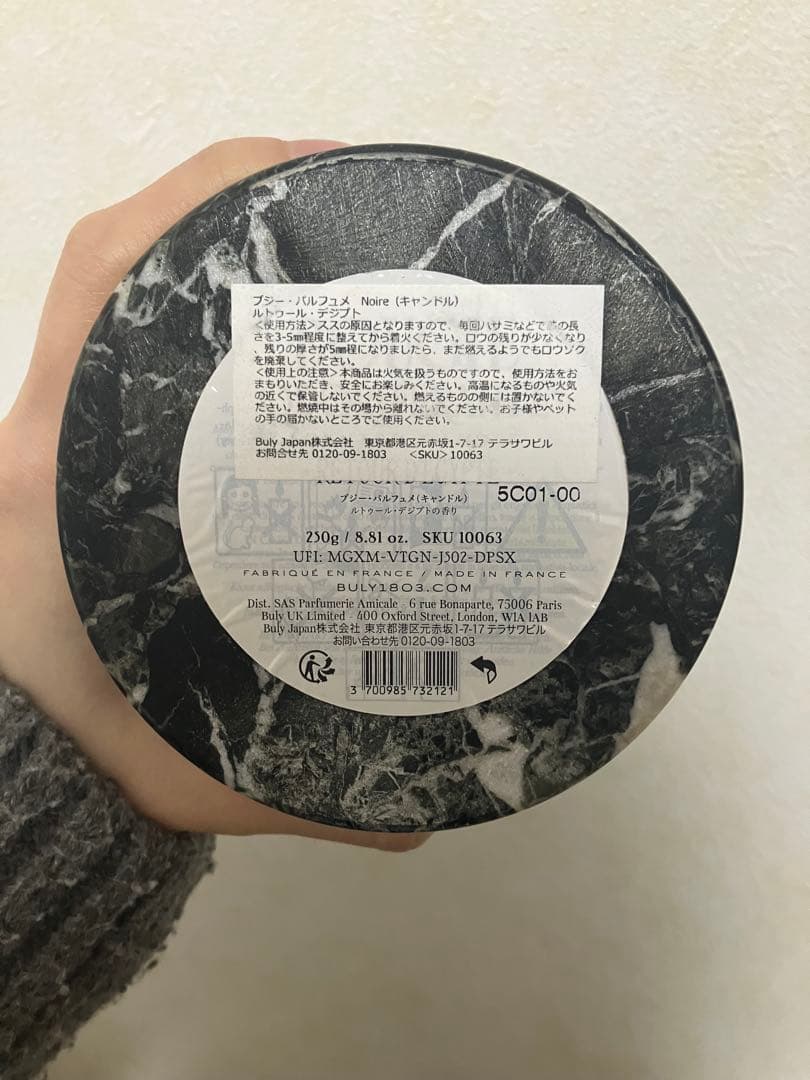 ブジー・パルフュメ　Noire（キャンドル）
ルトゥール・デジプト
＜使用方法＞ススの原因となりますので、毎回ハサミなどで芯の長
さを3-5㎜程度に整えてから着火ください。ロウの残りが少なくなり
、残りの厚さが5㎜程になりましたら、まだ燃えるようでもロウソク
を廃棄してください。
＜使用上の注意＞本商品は火気を扱うものですので、使用方法をお
まもりいただき、安全にお楽しみください。高温になるものや火気
の近くで保管しないでください。燃えるものの側には置かないでく
ださい。燃焼中はその場から離れないでください。お子様やペット
の手の届かないところでご使用ください。
Buly Japan株式会社　東京都港区元赤坂1-7-17 テラサワビル
お問合せ先 0120-09-1803　＜SKU＞10063
5C01-00
ブジー・パルフュメ(キャンドル)
ルトゥール・デジプトの香り
250g / 8.81 oz. SKU 10063
UFI: MGXM-VTGN-J502-DPSX
FABRIQUÉ EN FRANCE / MADE IN FRANCE
BULY1803.COM
Dist. SAS Parfumerie Amicale - 6 rue Bonaparte, 75006 Paris
Buly UK Limited - 400 Oxford Street, London, W1A 1AB
Buly Japan株式会社 東京都港区元赤坂1-7-17 テラサワビル
お問い合わせ先 0120-09-1803
3 700985 732121